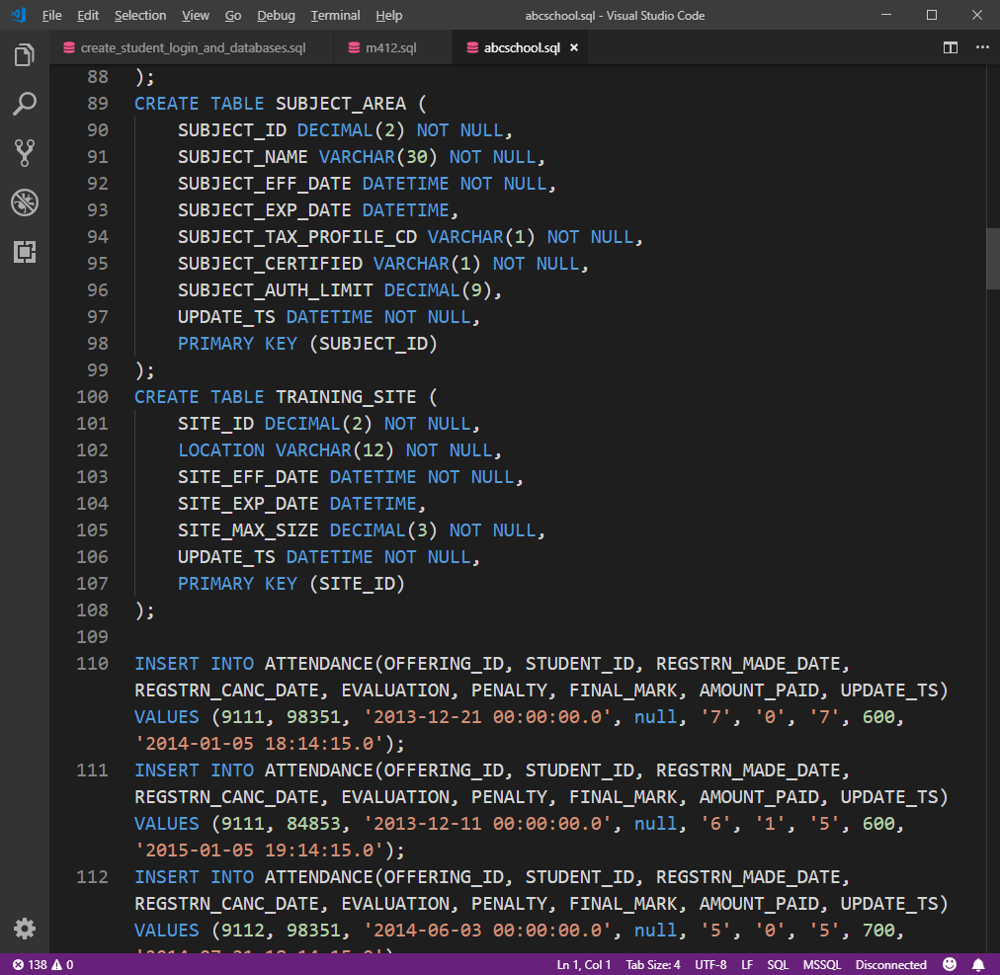 File Edit Selection View Go Debug Terminal Help abcschool.sql - Visual Studio Code
create_student_login_and_databases.sql m412.sql abcschool.sql
88 );
89 CREATE TABLE SUBJECT_AREA (
90 SUBJECT_ID DECIMAL(2) NOT NULL,
91 SUBJECT_NAME VARCHAR(30) NOT NULL,
92 SUBJECT_EFF_DATE DATETIME NOT NULL,
93 SUBJECT_EXP_DATE DATETIME,
94 SUBJECT_TAX_PROFILE_CD VARCHAR(1) NOT NULL,
95 SUBJECT_CERTIFIED VARCHAR(1) NOT NULL,
96 SUBJECT_AUTH_LIMIT DECIMAL(9),
97 UPDATE_TS DATETIME NOT NULL,
98 PRIMARY KEY (SUBJECT_ID)
99 );
100 CREATE TABLE TRAINING_SITE (
101 SITE_ID DECIMAL(2) NOT NULL,
102 LOCATION VARCHAR(12) NOT NULL,
103 SITE_EFF_DATE DATETIME NOT NULL,
104 SITE_EXP_DATE DATETIME,
105 SITE_MAX_SIZE DECIMAL(3) NOT NULL,
106 UPDATE_TS DATETIME NOT NULL,
107 PRIMARY KEY (SITE_ID)
108 );
109
110 INSERT INTO ATTENDANCE(OFFERING_ID, STUDENT_ID, REGSTRN_MADE_DATE,
REGSTRN_CANC_DATE, EVALUATION, PENALTY, FINAL_MARK, AMOUNT_PAID, UPDATE_TS)
VALUES (9111, 98351, '2013-12-21 00:00:00.0', null, '7', '0', '7', 600,
'2014-01-05 18:14:15.0');
111 INSERT INTO ATTENDANCE(OFFERING_ID, STUDENT_ID, REGSTRN_MADE_DATE,
REGSTRN_CANC_DATE, EVALUATION, PENALTY, FINAL_MARK, AMOUNT_PAID, UPDATE_TS)
VALUES (9111, 84853, '2013-12-11 00:00:00.0', null, '6', '1', '5', 600,
'2015-01-05 19:14:15.0');
112 INSERT INTO ATTENDANCE(OFFERING_ID, STUDENT_ID, REGSTRN_MADE_DATE,
REGSTRN_CANC_DATE, EVALUATION, PENALTY, FINAL_MARK, AMOUNT_PAID, UPDATE_TS)
VALUES (9112, 98351, '2014-06-03 00:00:00.0', null, '5', '0', '5', 700,
138 0 Ln 1, Col 1 Tab Size: 4 UTF-8 LF SQL MSSQL Disconnected